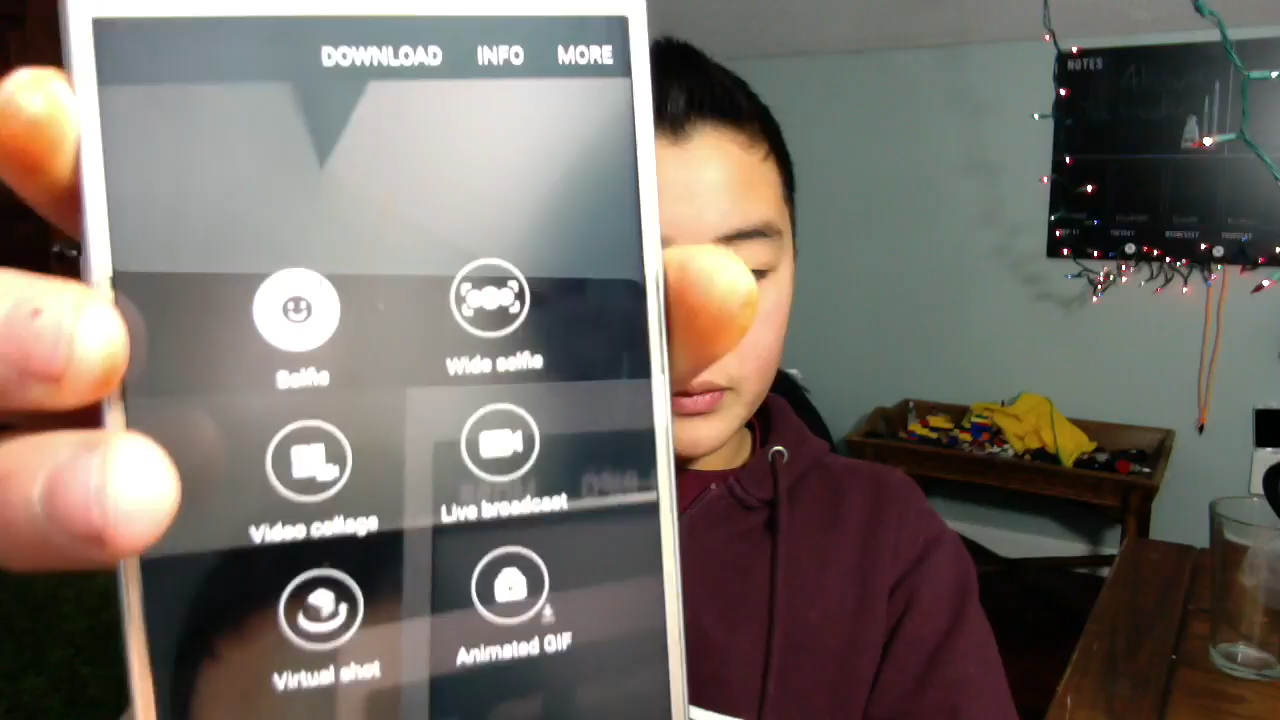 DOWNLOAD INFO MORE
Selfie
Wide selfie
Video collage
Live broadcast
Virtual shot
Animated GIF
NOTES